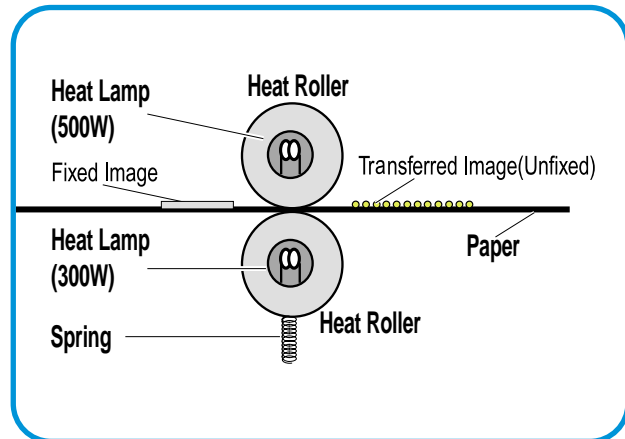 Heat Lamp
(500W)
Heat Roller
Fixed Image
Transferred Image(Unfixed)
Heat Lamp
(300W)
Paper
Spring
Heat Roller